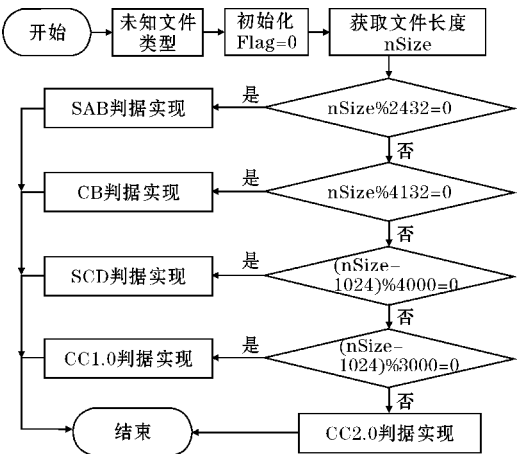 开始
未知文件
类型
初始化
Flag=0
获取文件长度
nSize
nSize%2432=0
是
SAB判据实现
否
nSize%4132=0
是
CB判据实现
否
(nSize-
1024)%4000=0
是
SCD判据实现
否
(nSize-
1024)%3000=0
是
CC1.0判据实现
否
CC2.0判据实现
结束